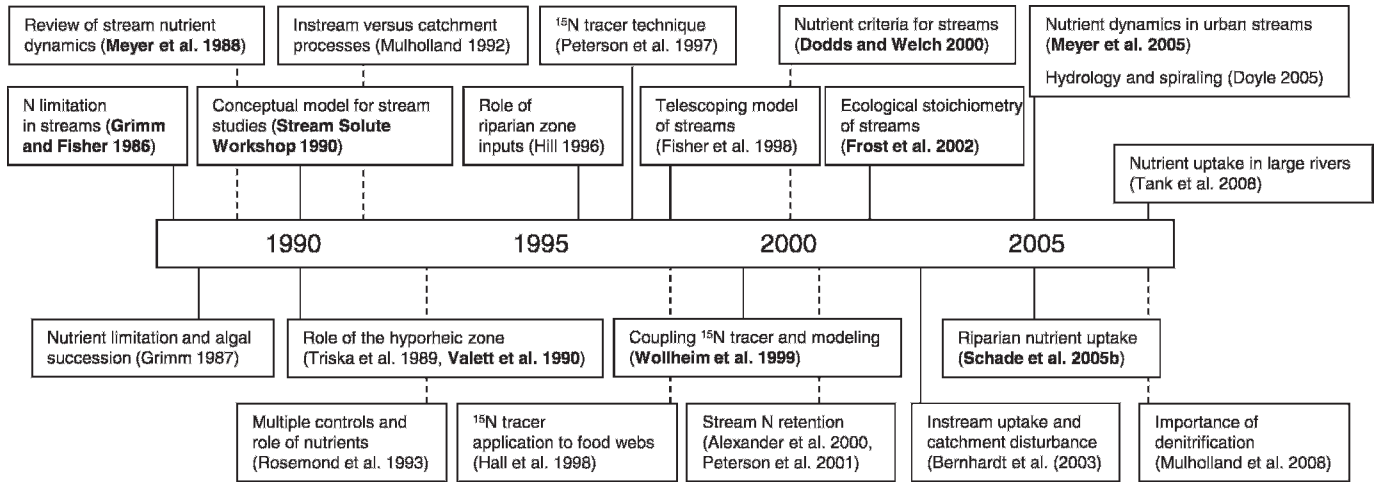 Review of stream nutrient
dynamics (Meyer et al. 1988)
Instream versus catchment
processes (Mulholland 1992)
¹⁵N tracer technique
(Peterson et al. 1997)
Nutrient criteria for streams
(Dodds and Welch 2000)
Nutrient dynamics in urban streams
(Meyer et al. 2005)
Hydrology and spiraling (Doyle 2005)
N limitation
in streams (Grimm
and Fisher 1986)
Conceptual model for stream
studies (Stream Solute
Workshop 1990)
Role of
riparian zone
inputs (Hill 1996)
Telescoping model
of streams
(Fisher et al. 1998)
Ecological stoichiometry
of streams
(Frost et al. 2002)
Nutrient uptake in large rivers
(Tank et al. 2008)
1990
1995
2000
2005
Nutrient limitation and algal
succession (Grimm 1987)
Role of the hyporheic zone
(Triska et al. 1989, Valett et al. 1990)
Coupling ¹⁵N tracer and modeling
(Wollheim et al. 1999)
Riparian nutrient uptake
(Schade et al. 2005b)
Multiple controls and
role of nutrients
(Rosemond et al. 1993)
¹⁵N tracer
application to food webs
(Hall et al. 1998)
Stream N retention
(Alexander et al. 2000,
Peterson et al. 2001)
Instream uptake and
catchment disturbance
(Bernhardt et al. (2003)
Importance of
denitrification
(Mulholland et al. 2008)